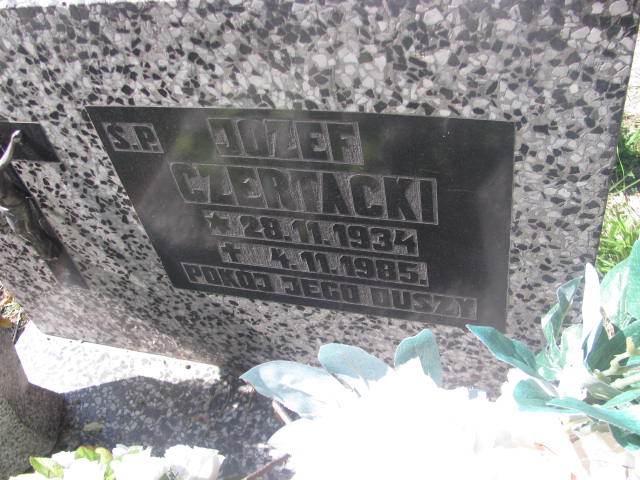 Ś.P. JÓZEF
CZERTACKI
* 28.11.1934
✝ 4.11.1985.
POKÓJ JEGO DUSZY